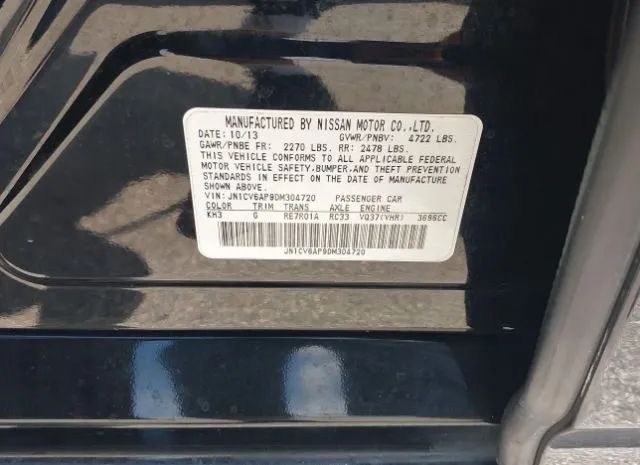 MANUFACTURED BY NISSAN MOTOR CO.,LTD.
DATE: 10/13 GVWR/PNBV: 4722 LBS.
GAWR/PNBE FR: 2270 LBS. RR: 2478 LBS.
THIS VEHICLE CONFORMS TO ALL APPLICABLE FEDERAL
MOTOR VEHICLE SAFETY,BUMPER,AND THEFT PREVENTION
STANDARDS IN EFFECT ON THE DATE OF MANUFACTURE
SHOWN ABOVE.
VIN: JN1CV6AP9DM304720 PASSENGER CAR
COLOR TRIM TRANS AXLE ENGINE
KH3 G RE7R01A RC33 VQ37(VHR) 3696CC
JN1CV6AP9DM304720